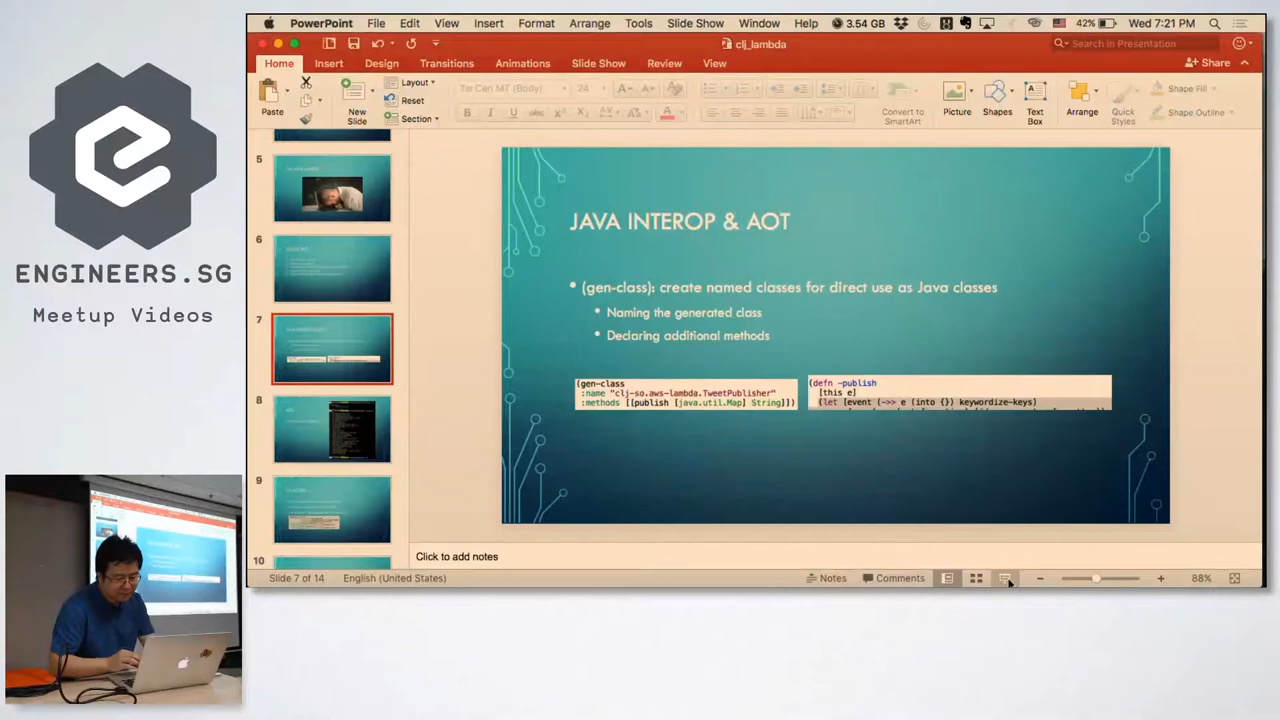 PowerPoint File Edit View Insert Format Arrange Tools Slide Show Window Help 3.54 GB 42% Wed 7:21 PM
clj_lambda
Search in Presentation
Home Insert Design Transitions Animations Slide Show Review View
Share
Paste
New Slide
Layout
Reset
Section
Tw Cen MT (Body) 24
Convert to SmartArt
Picture
Shapes
Text Box
Arrange
Quick Styles
Shape Fill
Shape Outline
5
6
7
8
9
10
JAVA INTEROP & AOT
(gen-class): create named classes for direct use as Java classes
Naming the generated class
Declaring additional methods
(gen-class
:name "clj-so.aws-lambda.TweetPublisher"
:methods [[publish [java.util.Map] String]])
(defn -publish
[this e]
(let [event (->> e (into {}) keywordize-keys)
Click to add notes
Slide 7 of 14
English (United States)
Notes
Comments
88%
ENGINEERS.SG
Meetup Videos